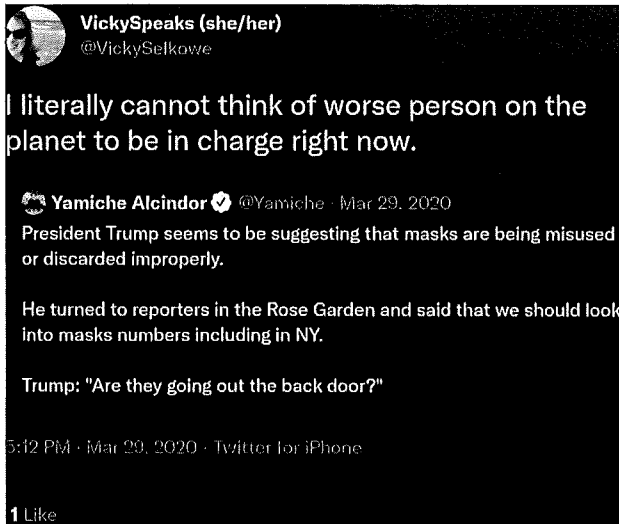 VickySpeaks (she/her)
@VickySelkowe
I literally cannot think of worse person on the
planet to be in charge right now.
Yamiche Alcindor @Yamiche · Mar 29, 2020
President Trump seems to be suggesting that masks are being misused
or discarded improperly.
He turned to reporters in the Rose Garden and said that we should look
into masks numbers including in NY.
Trump: "Are they going out the back door?"
5:12 PM · Mar 29, 2020 · Twitter for iPhone
1 Like